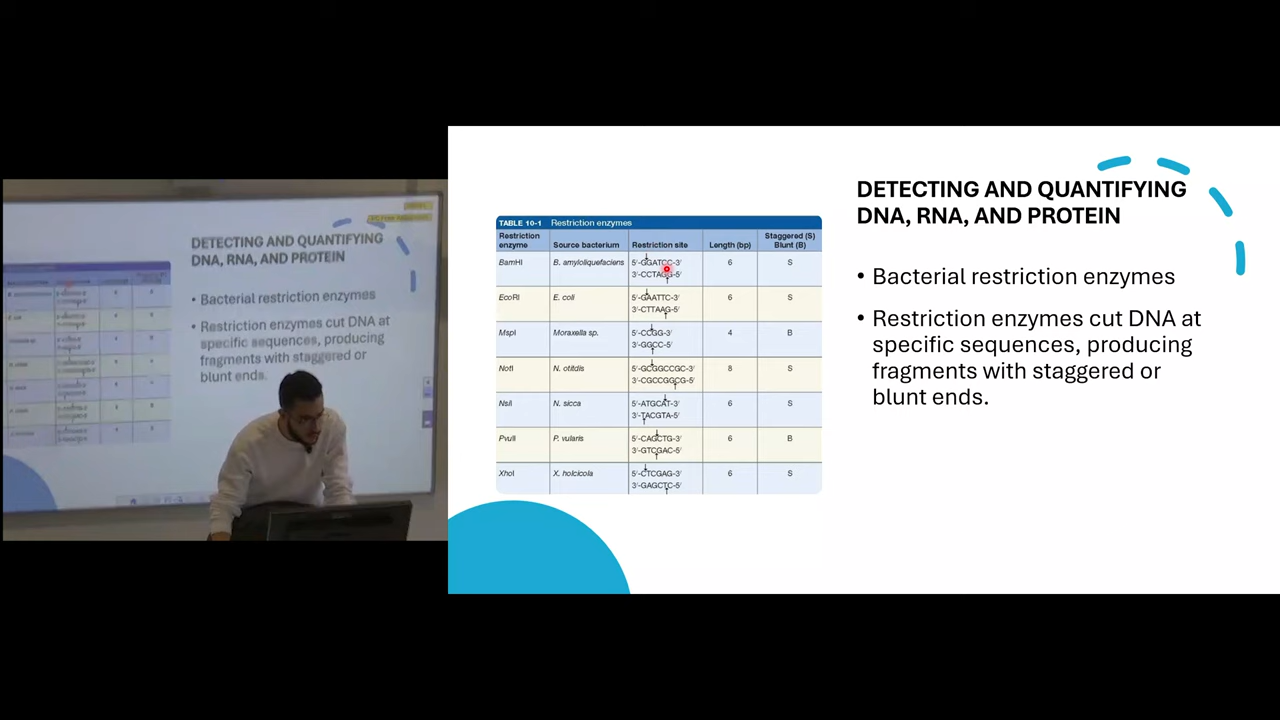 DETECTING AND QUANTIFYING
DNA, RNA, AND PROTEIN
• Bacterial restriction enzymes
• Restriction enzymes cut DNA at
specific sequences, producing
fragments with staggered or
blunt ends.
TABLE 10-1 Restriction enzymes
Restriction enzyme Source bacterium Restriction site Length (bp) Staggered (S) Blunt (B)
BamHI B. amyloliquefaciens 5'-GGATCC-3' 6 S
3'-CCTAGG-5'
EcoRI E. coli 5'-GAATTC-3' 6 S
3'-CTTAAG-5'
MspI Moraxella sp. 5'-CCGG-3' 4 B
3'-GGCC-5'
NotI N. otitdis 5'-GCGGCCGC-3' 8 S
3'-CGCCGGCG-5'
NsiI N. sicca 5'-ATGCAT-3' 6 S
3'-TACGTA-5'
PvuII P. vularis 5'-CAGCTG-3' 6 B
3'-GTCGAC-5'
XhoI X. holcicola 5'-CTCGAG-3' 6 S
3'-GAGCTC-5'
DETECTING AND QUANTIFYING
DNA, RNA, AND PROTEIN
• Bacterial restriction enzymes
• Restriction enzymes cut DNA at
specific sequences, producing
fragments with staggered or
blunt ends.